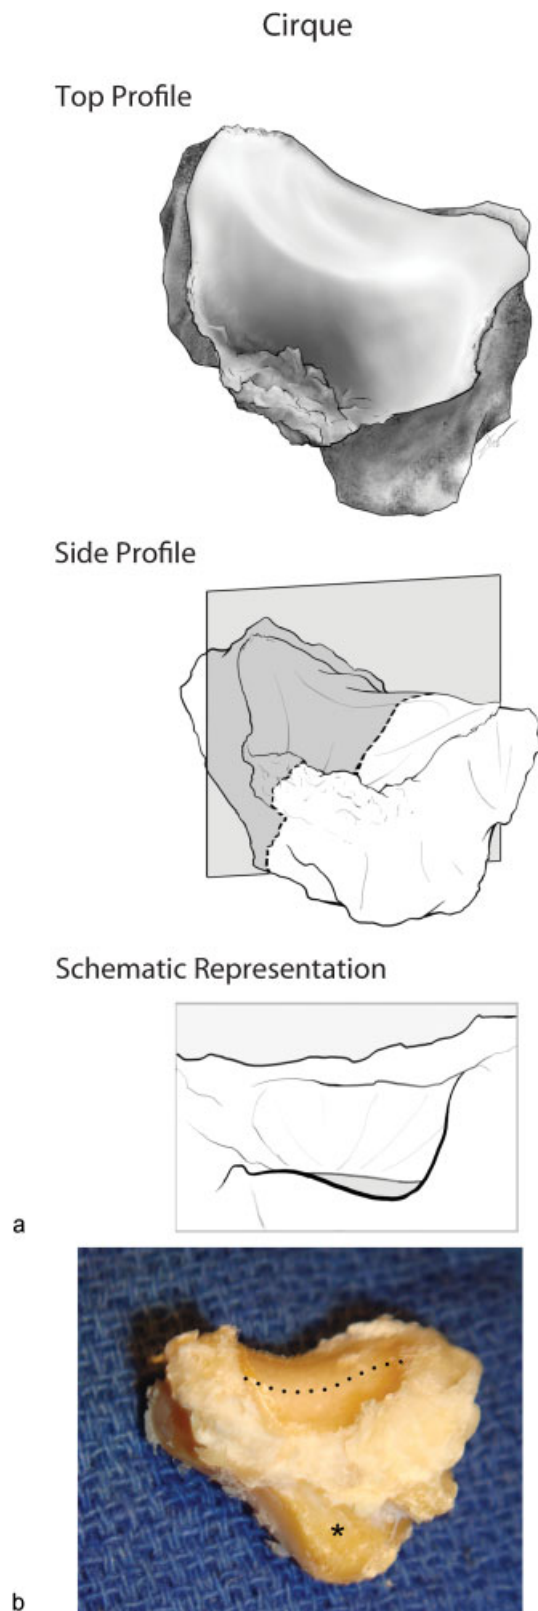 Cirque
Top Profile
Side Profile
Schematic Representation
a
*
b